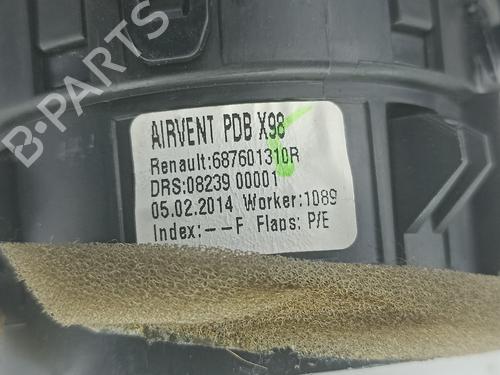 AIRVENT PDB X98
Renault:687601310R
DRS:08239 00001
05.02.2014 Worker:1089
Index:--F Flaps: P/E
B-PARTS